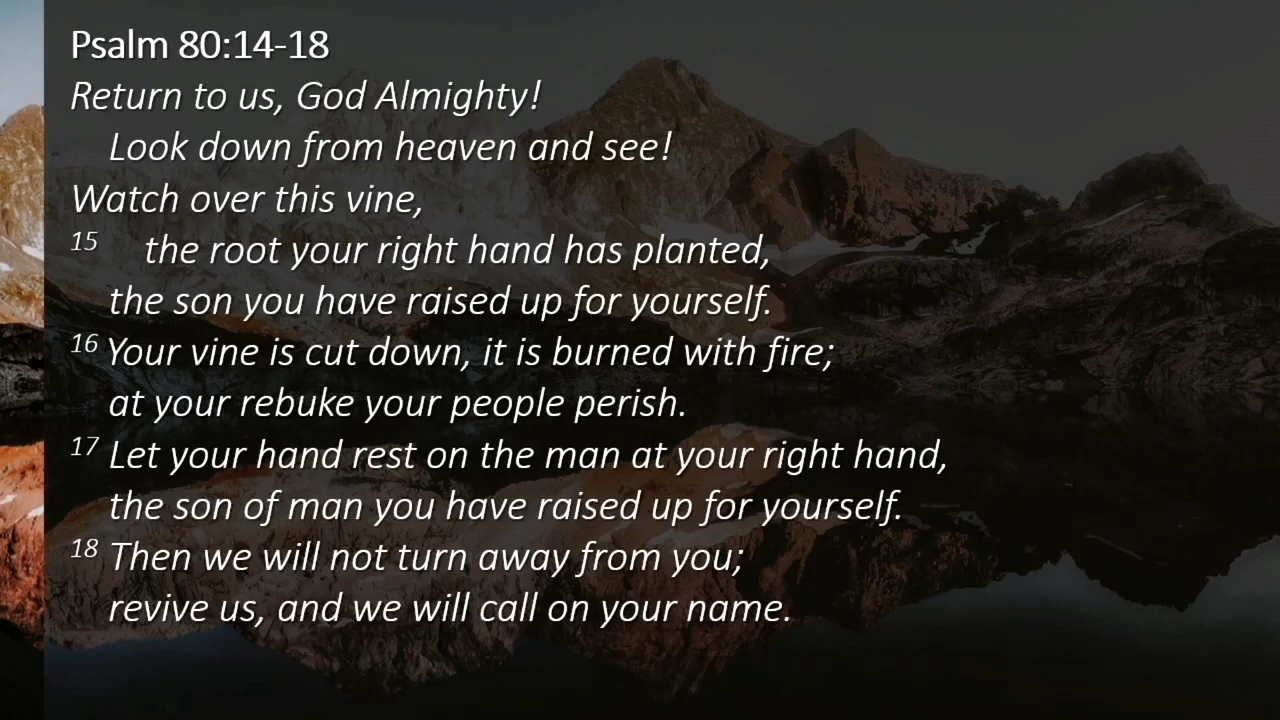 Psalm 80:14-18
Return to us, God Almighty!
Look down from heaven and see!
Watch over this vine,
15 the root your right hand has planted,
the son you have raised up for yourself.
16 Your vine is cut down, it is burned with fire;
at your rebuke your people perish.
17 Let your hand rest on the man at your right hand,
the son of man you have raised up for yourself.
18 Then we will not turn away from you;
revive us, and we will call on your name.